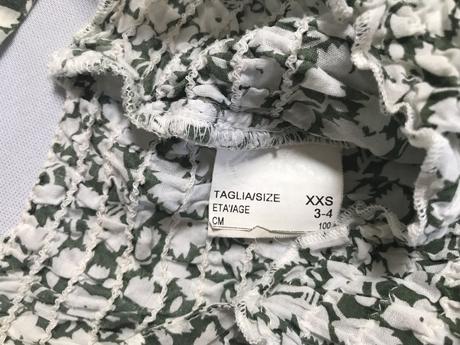 TAGLIA/SIZE XXS
ETA'/AGE 3-4
CM 100